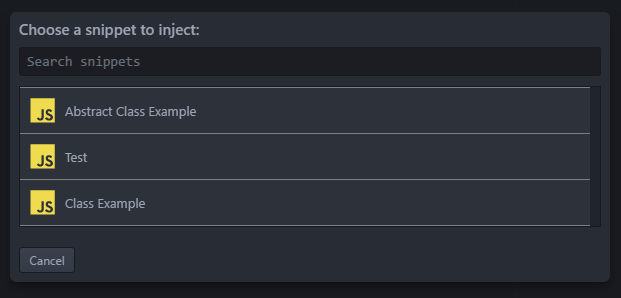 Choose a snippet to inject:
Search snippets
JS Abstract Class Example
JS Test
JS Class Example
Cancel